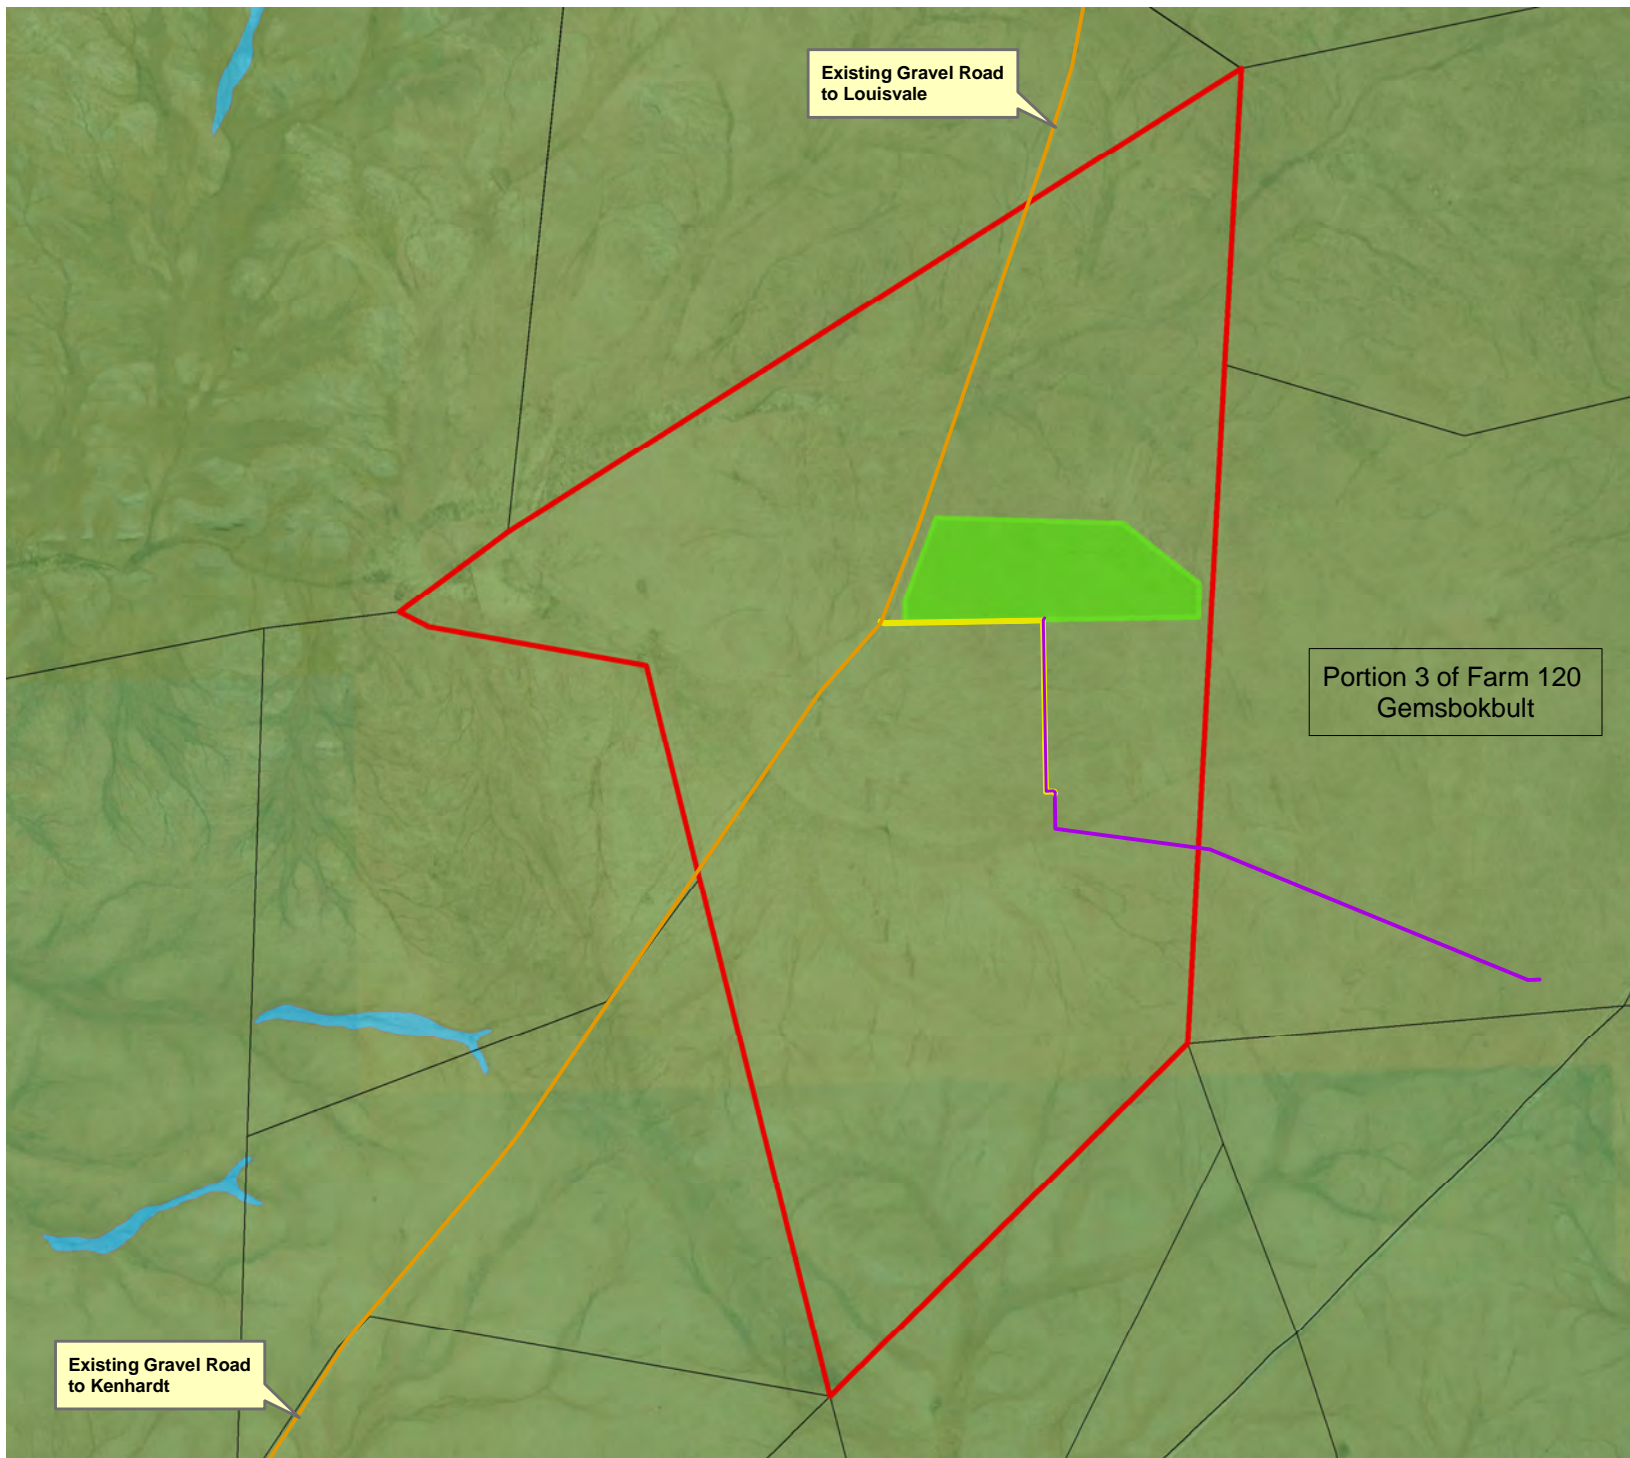 Existing Gravel Road
to Louisvale
Portion 3 of Farm 120
Gemsbokbult
Existing Gravel Road
to Kenhardt